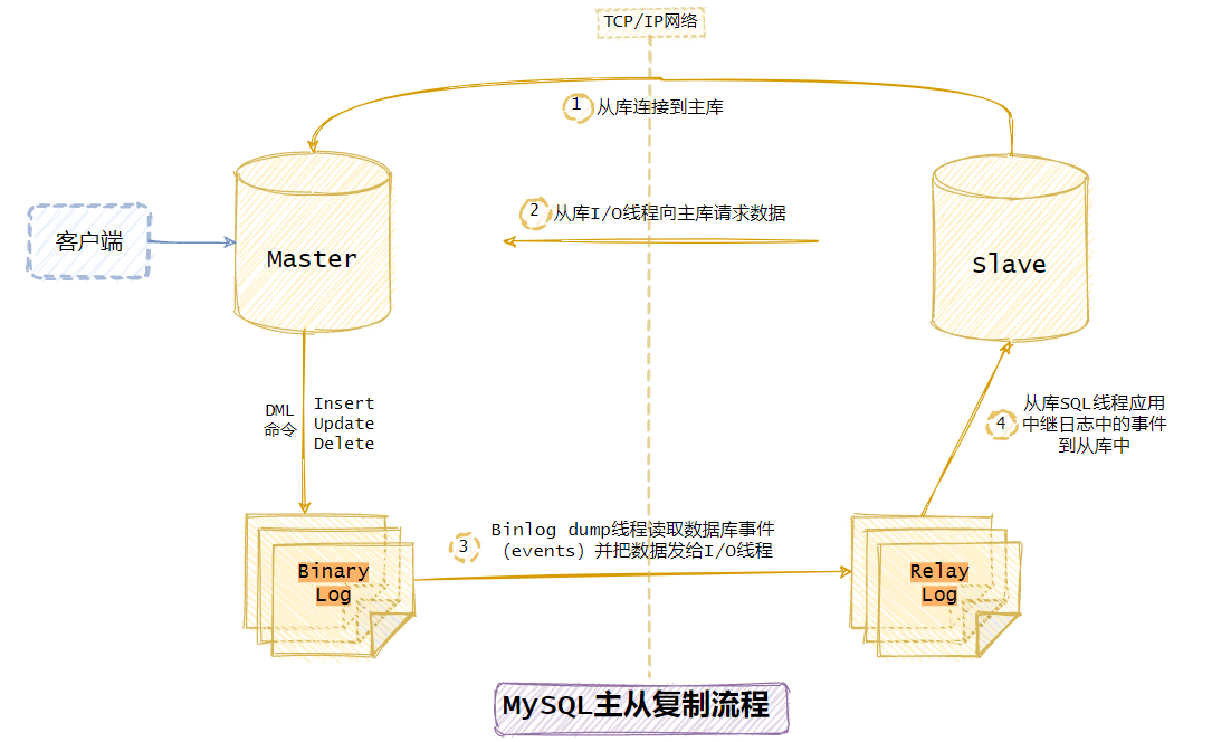 TCP/IP网络
1 从库连接到主库
2 从库I/O线程向主库请求数据
客户端
Master
Slave
DML
命令
Insert
Update
Delete
4
从库SQL线程应用
中继日志中的事件
到从库中
3
Binlog dump线程读取数据库事件
（events）并把数据发给I/O线程
Binary
Log
Relay
Log
MySQL主从复制流程